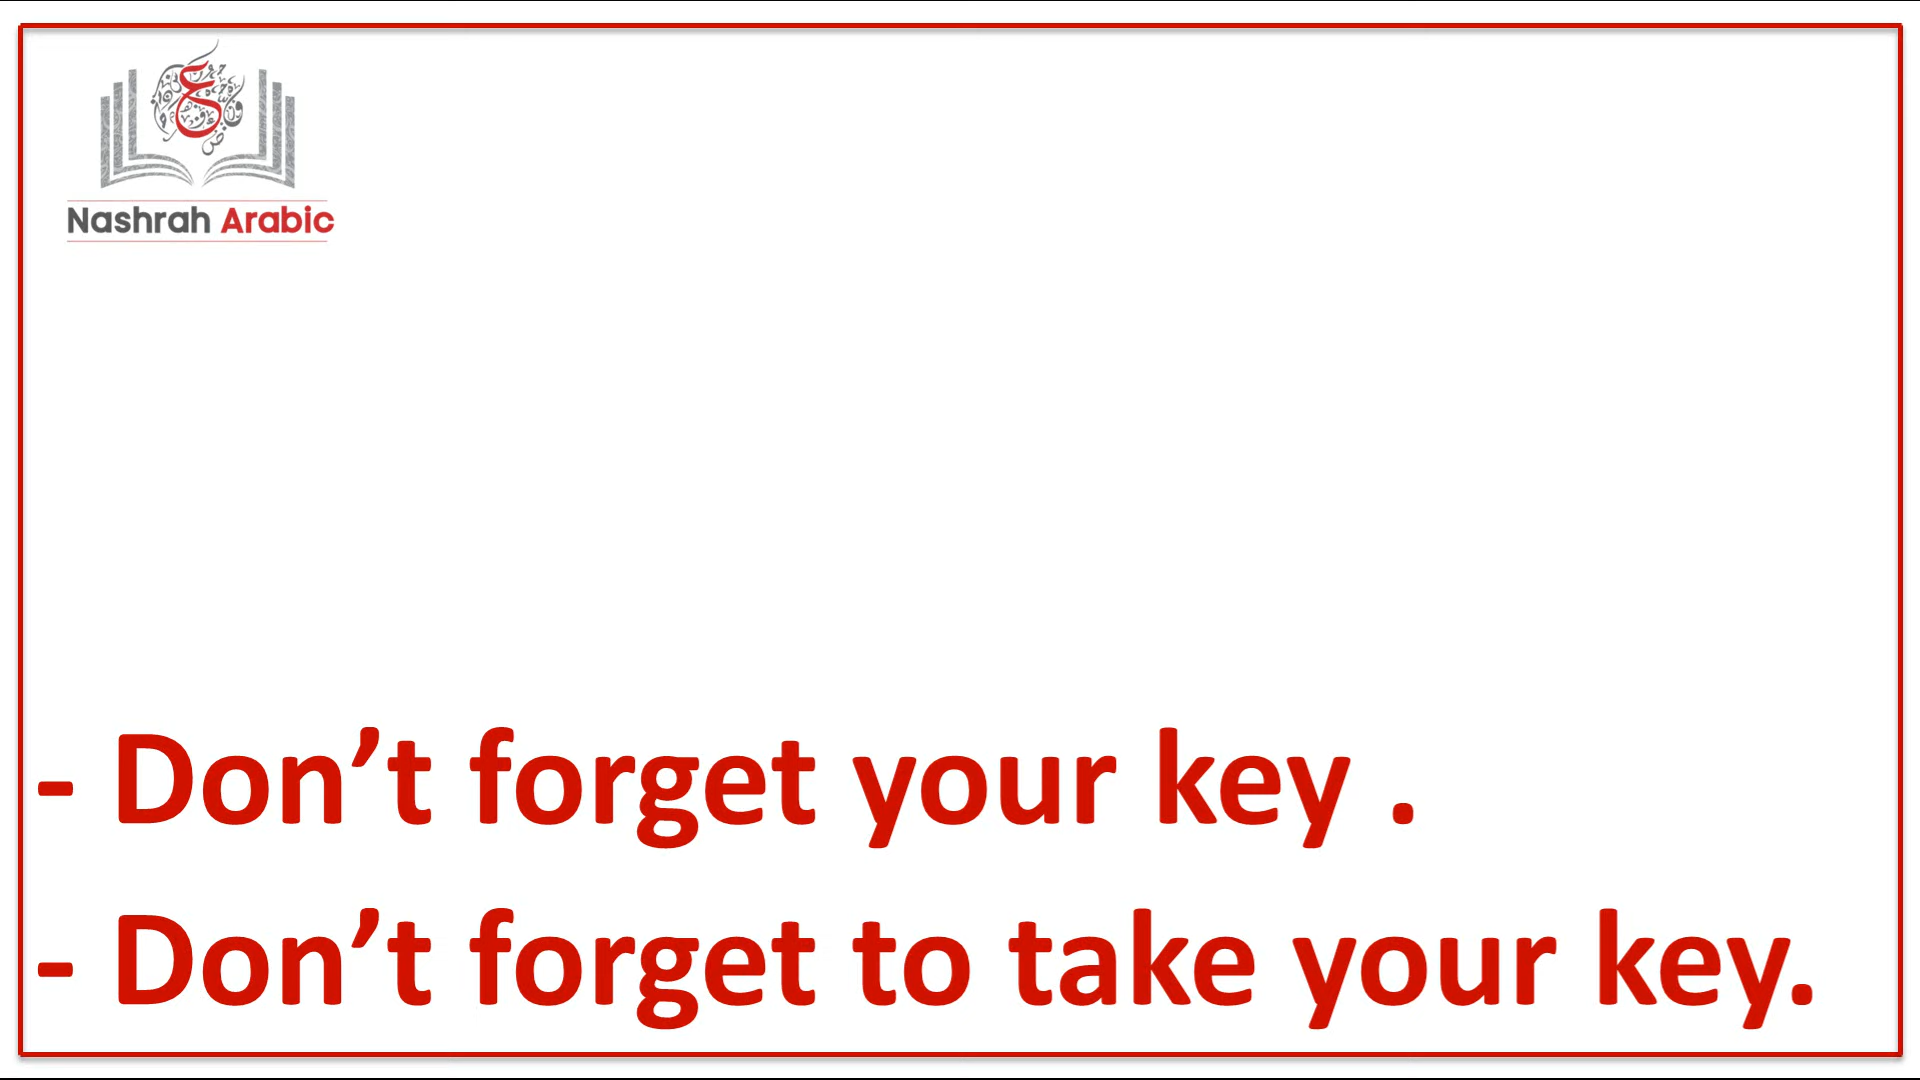 ع
Nashrah Arabic
- Don’t forget your key .
- Don’t forget to take your key.